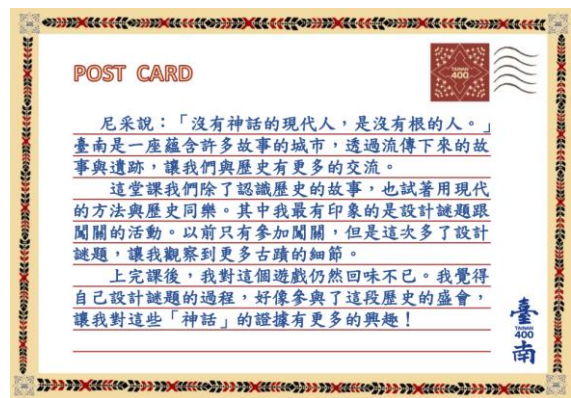 POST CARD
TAINAN
400
尼采說：「沒有神話的現代人，是沒有根的人。」
臺南是一座蘊含許多故事的城市，透過流傳下來的故
事與遺跡，讓我們與歷史有更多的交流。
這堂課我們除了認識歷史的故事，也試著用現代
的方法與歷史同樂。其中我最有印象的是設計謎題跟
闖關的活動。以前只有參加闖關，但是這次多了設計
謎題，讓我觀察到更多古蹟的細節。
上完課後，我對這個遊戲仍然回味不已。我覺得
自己設計謎題的過程，好像參與了這段歷史的盛會，
讓我對這些「神話」的證據有更多的興趣！
臺
TAINAN
400
南